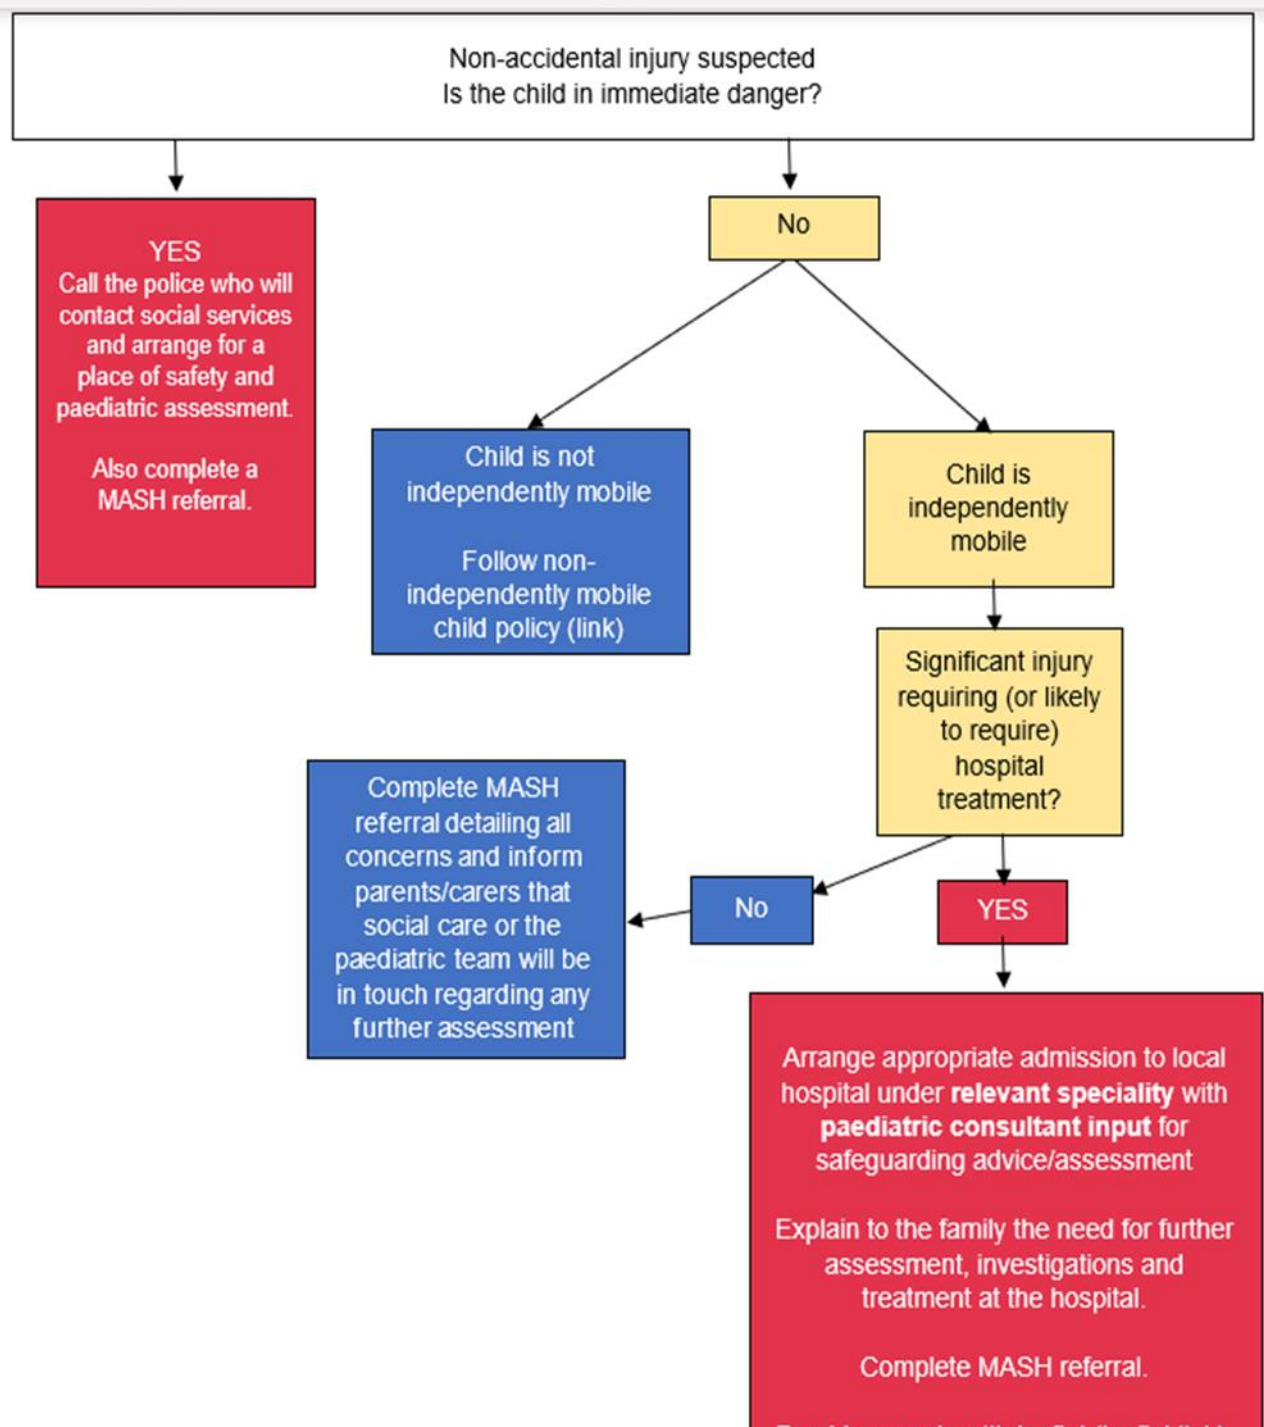 Non-accidental injury suspected
Is the child in immediate danger?
YES
Call the police who will
contact social services
and arrange for a
place of safety and
paediatric assessment.
Also complete a
MASH referral.
No
Child is not
independently mobile
Follow non-
independently mobile
child policy (link)
Child is
independently
mobile
Significant injury
requiring (or likely
to require)
hospital
treatment?
Complete MASH
referral detailing all
concerns and inform
parents/carers that
social care or the
paediatric team will be
in touch regarding any
further assessment
No
YES
Arrange appropriate admission to local
hospital under relevant speciality with
paediatric consultant input for
safeguarding advice/assessment
Explain to the family the need for further
assessment, investigations and
treatment at the hospital.
Complete MASH referral.